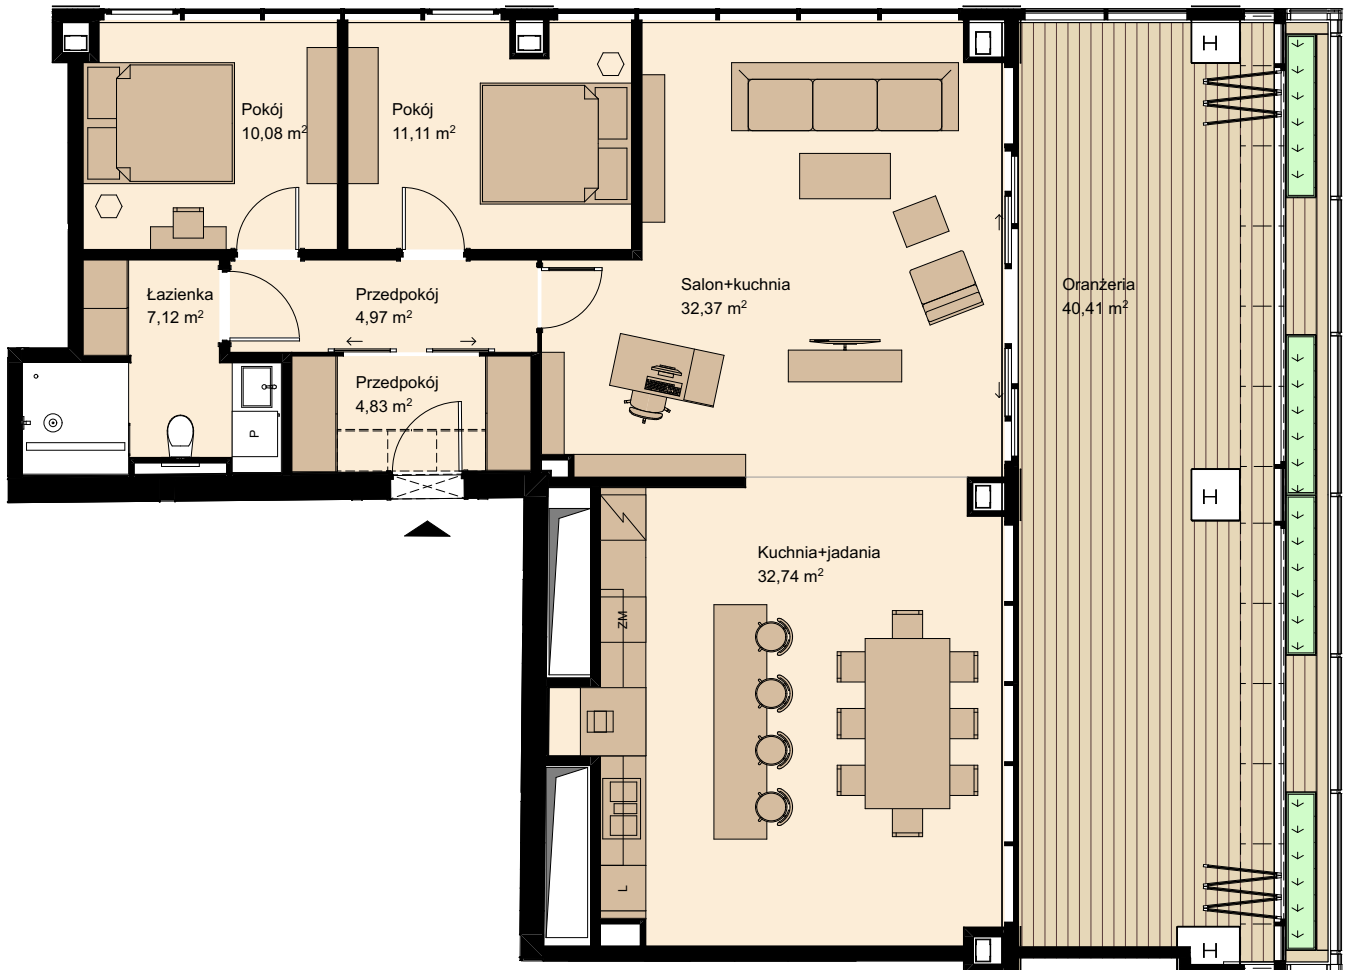 H
Pokój
10,08 m²
Pokój
11,11 m²
Łazienka
7,12 m²
Przedpokój
4,97 m²
Salon+kuchnia
32,37 m²
Oranżeria
40,41 m²
Przedpokój
4,83 m²
P
H
Kuchnia+jadania
32,74 m²
ZM
L
H